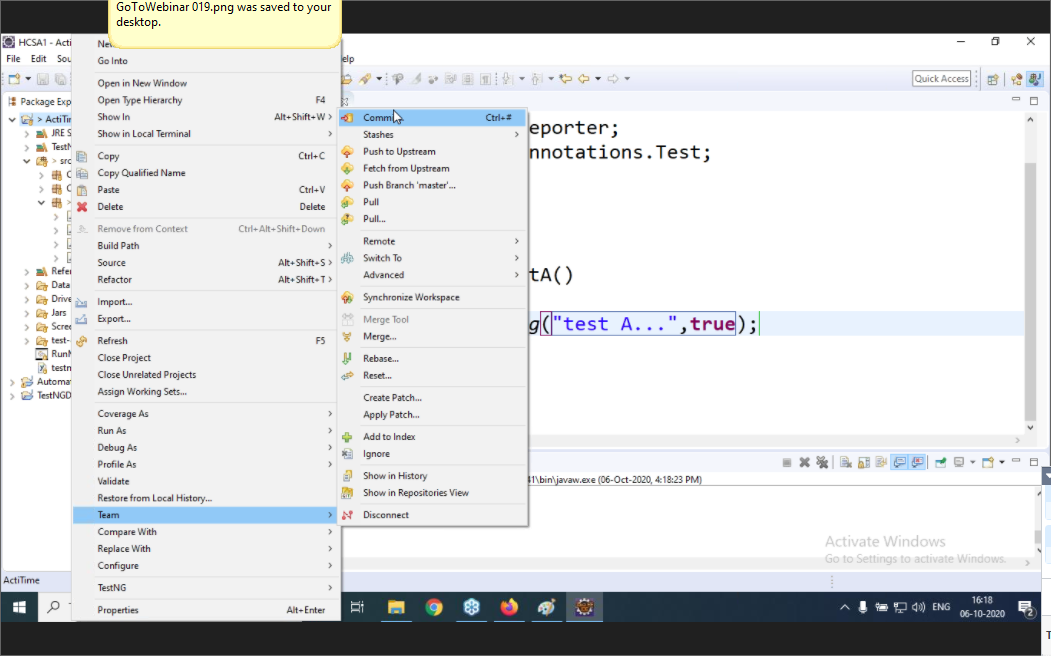 GoToWebinar 019.png was saved to your
desktop.
HCSA1 - Acti
File Edit Sou elp
Quick Access
Package Exp
> ActiTi
JRE S
TestN
> src
Refer
Data
Drive
Jars
Scree
test-
RunM
testn
Automa
TestNGD
New
Go Into
Open in New Window
Open Type Hierarchy F4
Show In Alt+Shift+W >
Show in Local Terminal >
Copy Ctrl+C
Copy Qualified Name
Paste Ctrl+V
Delete Delete
Remove from Context Ctrl+Alt+Shift+Down
Build Path >
Source Alt+Shift+S >
Refactor Alt+Shift+T >
Import...
Export...
Refresh F5
Close Project
Close Unrelated Projects
Assign Working Sets...
Coverage As >
Run As >
Debug As >
Profile As >
Validate
Restore from Local History...
Team >
Compare With >
Replace With >
Configure >
TestNG >
Properties Alt+Enter
Comm Ctrl+#
Stashes >
Push to Upstream
Fetch from Upstream
Push Branch 'master'...
Pull
Pull...
Remote >
Switch To >
Advanced >
Synchronize Workspace
Merge Tool
Merge...
Rebase...
Reset...
Create Patch...
Apply Patch...
Add to Index
Ignore
Show in History
Show in Repositories View
Disconnect
eporter;
nnotations.Test;
tA()
g("test A...",true);
\bin\javaw.exe (06-Oct-2020, 4:18:23 PM)
Activate Windows
Go to Settings to activate Windows.
ActiTime
ENG
16:18
06-10-2020
2